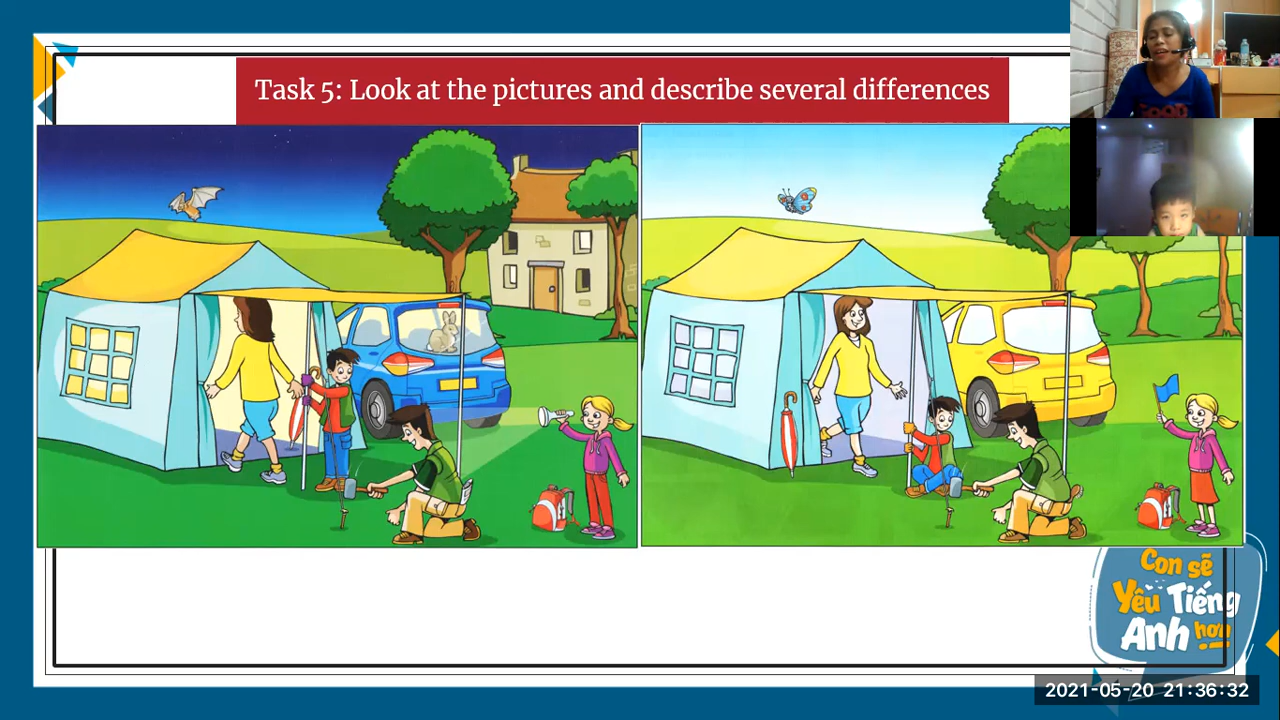 Task 5: Look at the pictures and describe several differences
Con sẽ
Yêu Tiếng
Anh hơn
2021-05-20 21:36:32